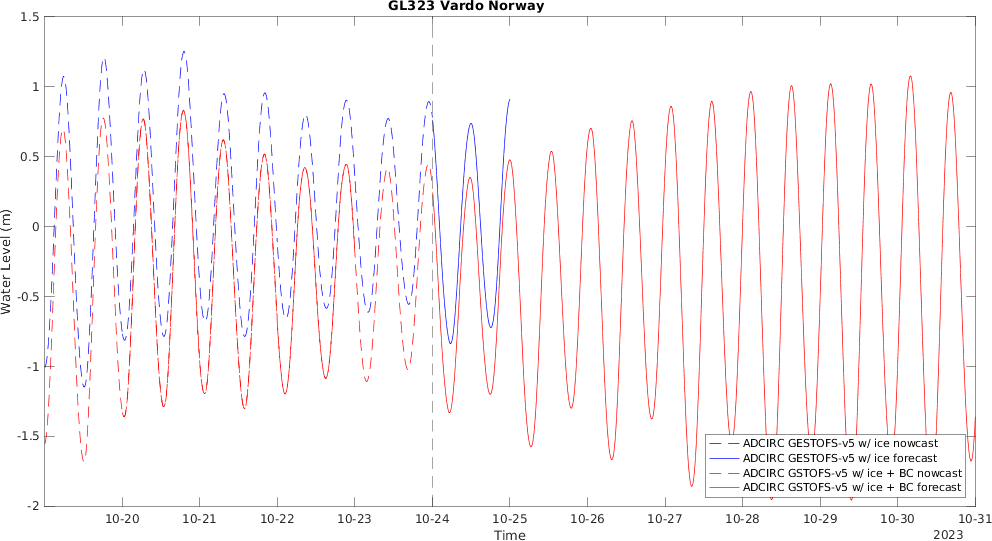 GL323 Vardo Norway
1.5
1
0.5
0
-0.5
-1
-1.5
-2
Water Level (m)
ADCIRC GESTOFS-v5 w/ ice nowcast
ADCIRC GESTOFS-v5 w/ ice forecast
ADCIRC GSTOFS-v5 w/ ice + BC nowcast
ADCIRC GSTOFS-v5 w/ ice + BC forecast
10-20 10-21 10-22 10-23 10-24 10-25 10-26 10-27 10-28 10-29 10-30 10-31
Time
2023